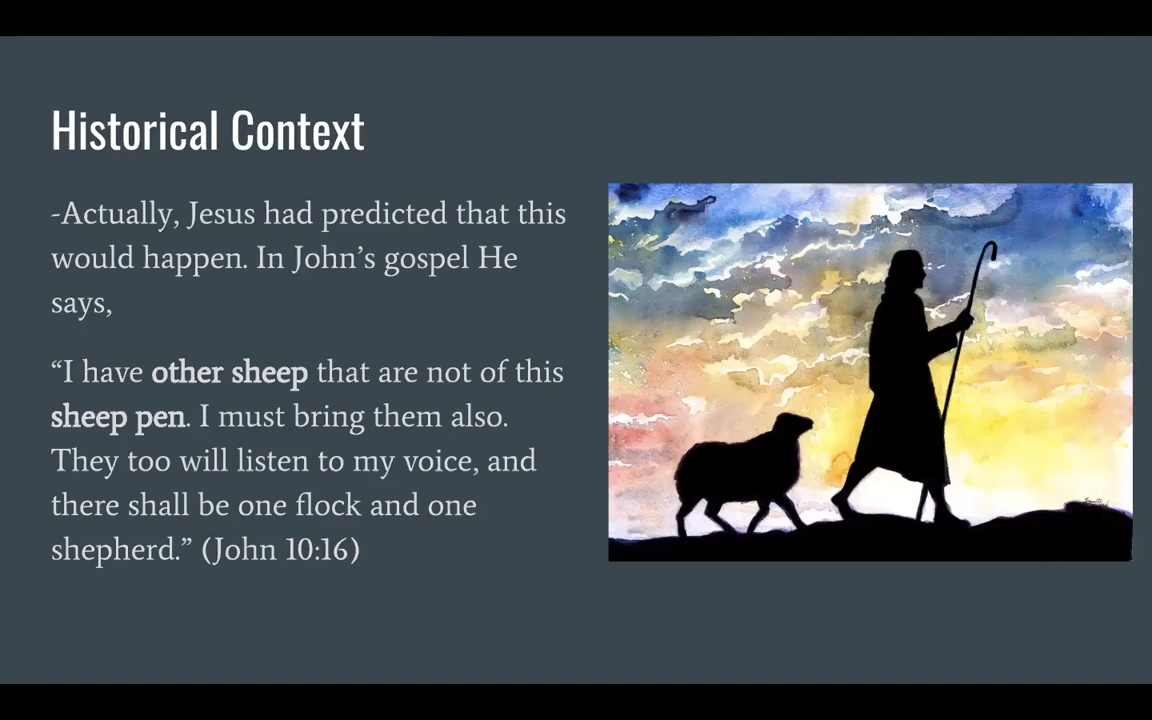 Historical Context
-Actually, Jesus had predicted that this
would happen. In John’s gospel He
says,
“I have other sheep that are not of this
sheep pen. I must bring them also.
They too will listen to my voice, and
there shall be one flock and one
shepherd.” (John 10:16)